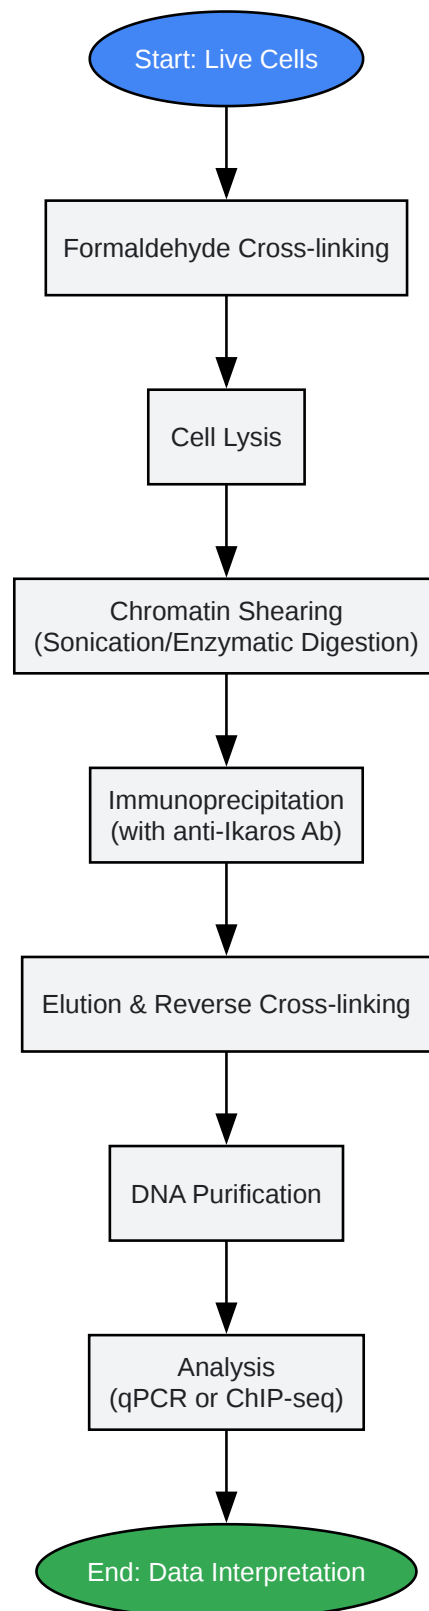 Start: Live Cells
Formaldehyde Cross-linking
Cell Lysis
Chromatin Shearing
(Sonication/Enzymatic Digestion)
Immunoprecipitation
(with anti-Ikaros Ab)
Elution & Reverse Cross-linking
DNA Purification
Analysis
(qPCR or ChIP-seq)
End: Data Interpretation